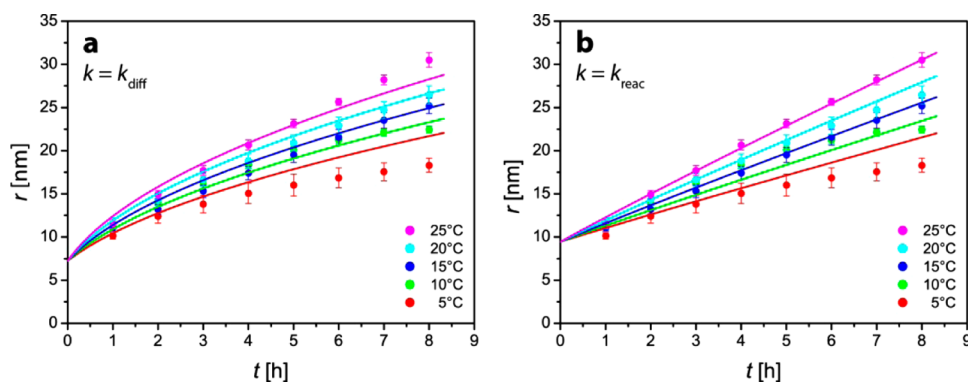 a
k = k_diff
r [nm]
35
30
25
20
15
10
5
0
25°C
20°C
15°C
10°C
5°C
0 1 2 3 4 5 6 7 8 9
t [h]
b
k = k_reac
r [nm]
35
30
25
20
15
10
5
0
25°C
20°C
15°C
10°C
5°C
0 1 2 3 4 5 6 7 8 9
t [h]